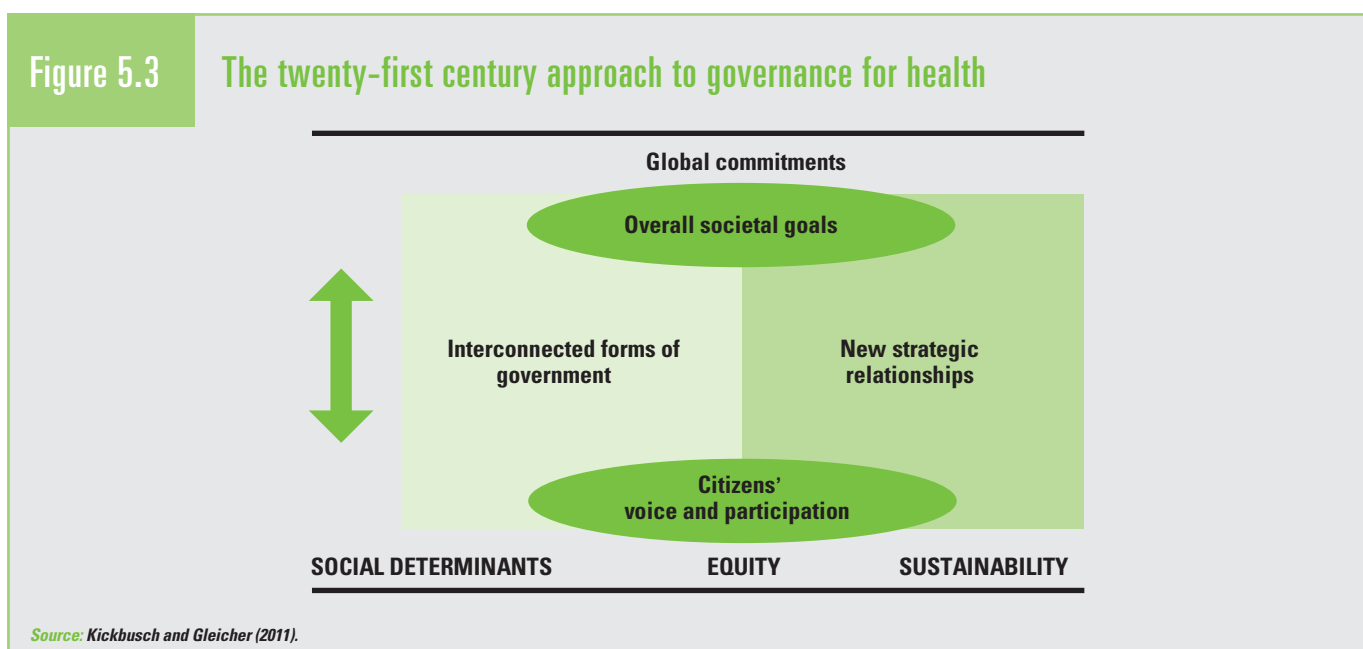 Figure 5.3
The twenty-first century approach to governance for health
Global commitments
Overall societal goals
Interconnected forms of
government
New strategic
relationships
Citizens’
voice and participation
SOCIAL DETERMINANTS
EQUITY
SUSTAINABILITY
Source: Kickbusch and Gleicher (2011).